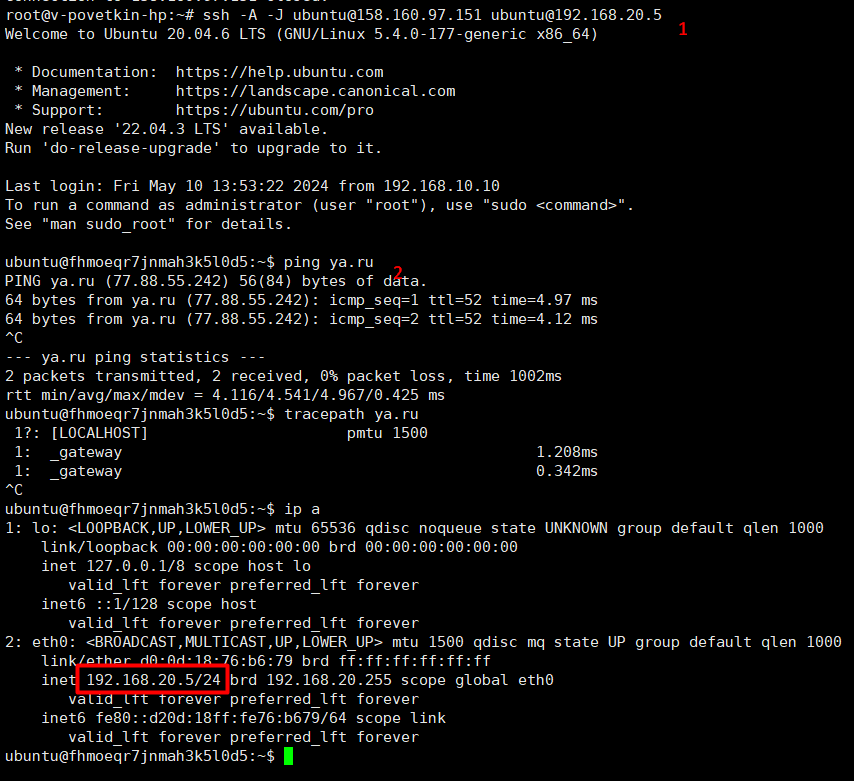 root@v-povetkin-hp:~# ssh -A -J ubuntu@158.160.97.151 ubuntu@192.168.20.5
1
Welcome to Ubuntu 20.04.6 LTS (GNU/Linux 5.4.0-177-generic x86_64)
* Documentation: https://help.ubuntu.com
* Management: https://landscape.canonical.com
* Support: https://ubuntu.com/pro
New release '22.04.3 LTS' available.
Run 'do-release-upgrade' to upgrade to it.
Last login: Fri May 10 13:53:22 2024 from 192.168.10.10
To run a command as administrator (user "root"), use "sudo <command>".
See "man sudo_root" for details.
ubuntu@fhmoeqr7jnmah3k5l0d5:~$ ping ya.ru
2
PING ya.ru (77.88.55.242) 56(84) bytes of data.
64 bytes from ya.ru (77.88.55.242): icmp_seq=1 ttl=52 time=4.97 ms
64 bytes from ya.ru (77.88.55.242): icmp_seq=2 ttl=52 time=4.12 ms
^C
--- ya.ru ping statistics ---
2 packets transmitted, 2 received, 0% packet loss, time 1002ms
rtt min/avg/max/mdev = 4.116/4.541/4.967/0.425 ms
ubuntu@fhmoeqr7jnmah3k5l0d5:~$ tracepath ya.ru
1?: [LOCALHOST] pmtu 1500
1: _gateway 1.208ms
1: _gateway 0.342ms
^C
ubuntu@fhmoeqr7jnmah3k5l0d5:~$ ip a
1: lo: <LOOPBACK,UP,LOWER_UP> mtu 65536 qdisc noqueue state UNKNOWN group default qlen 1000
link/loopback 00:00:00:00:00:00 brd 00:00:00:00:00:00
inet 127.0.0.1/8 scope host lo
valid_lft forever preferred_lft forever
inet6 ::1/128 scope host
valid_lft forever preferred_lft forever
2: eth0: <BROADCAST,MULTICAST,UP,LOWER_UP> mtu 1500 qdisc mq state UP group default qlen 1000
link/ether d0:0d:18:76:b6:79 brd ff:ff:ff:ff:ff:ff
inet 192.168.20.5/24 brd 192.168.20.255 scope global eth0
valid_lft forever preferred_lft forever
inet6 fe80::d20d:18ff:fe76:b679/64 scope link
valid_lft forever preferred_lft forever
ubuntu@fhmoeqr7jnmah3k5l0d5:~$